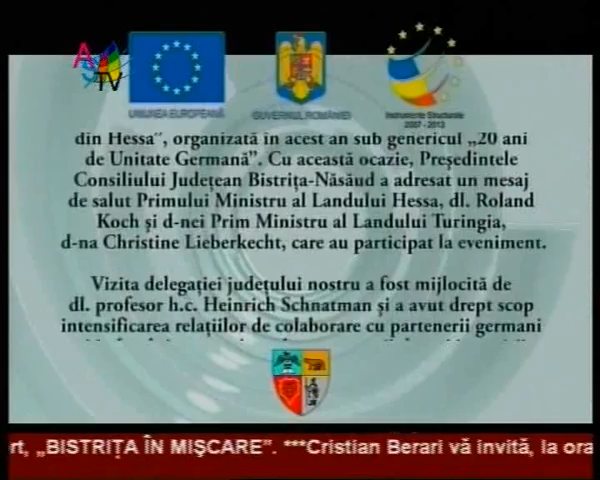 As TV
UNIUNEA EUROPEANĂ
GUVERNUL ROMÂNIEI
Instrumente Structurale
2007 - 2013
din Hessa”, organizată în acest an sub genericul „20 ani
de Unitate Germană”. Cu această ocazie, Președintele
Consiliului Județean Bistrița-Năsăud a adresat un mesaj
de salut Primului Ministru al Landului Hessa, dl. Roland
Koch și d-nei Prim Ministru al Landului Turingia,
d-na Christine Lieberkecht, care au participat la eveniment.
Vizita delegației județului nostru a fost mijlocită de
dl. profesor h.c. Heinrich Schnatman și a avut drept scop
intensificarea relațiilor de colaborare cu partenerii germani
rt, „BISTRIȚA ÎN MIȘCARE”. ***Cristian Berari vă invită, la ora